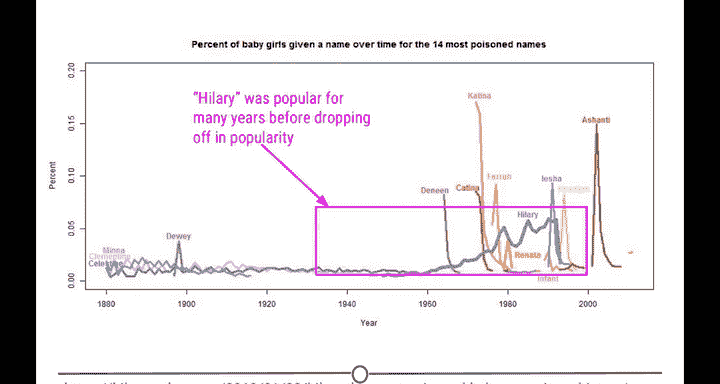 Percent of baby girls given a name over time for the 14 most poisoned names
0.20
0.15
0.10
0.05
0.00
Percent
"Hilary" was popular for
many years before dropping
off in popularity
Katina
Ashanti
Deneen
Catina
Farrah
Iesha
Hilary
Dewey
Renata
Minna
Clementine
Infant
1880
1900
1920
1940
1960
1980
2000
Year